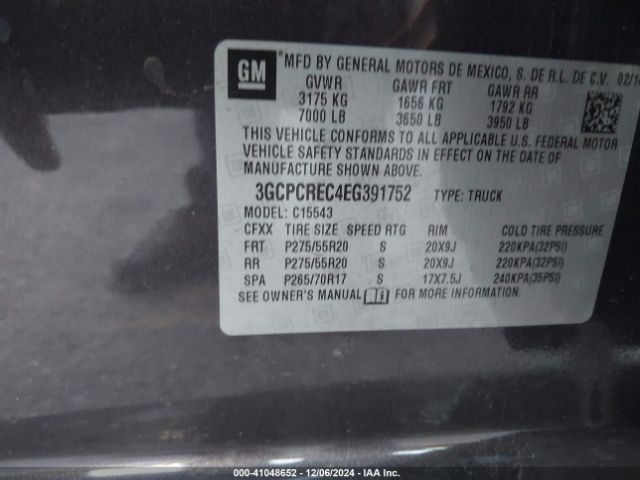 GM
MFD BY GENERAL MOTORS DE MEXICO, S. DE R.L. DE C.V. 02/1
GVWR GAWR FRT GAWR RR
3175 KG 1656 KG 1792 KG
7000 LB 3650 LB 3950 LB
THIS VEHICLE CONFORMS TO ALL APPLICABLE U.S. FEDERAL MOTOR
VEHICLE SAFETY STANDARDS IN EFFECT ON THE DATE OF
MANUFACTURE SHOWN ABOVE.
3GCPCREC4EG391752 TYPE: TRUCK
MODEL: C15543
CFXX TIRE SIZE SPEED RTG RIM COLD TIRE PRESSURE
FRT P275/55R20 S 20X9J 220KPA(32PSI)
RR P275/55R20 S 20X9J 220KPA(32PSI)
SPA P265/70R17 S 17X7.5J 240KPA(35PSI)
SEE OWNER'S MANUAL FOR MORE INFORMATION.
000-41048652 - 12/06/2024 - IAA Inc.